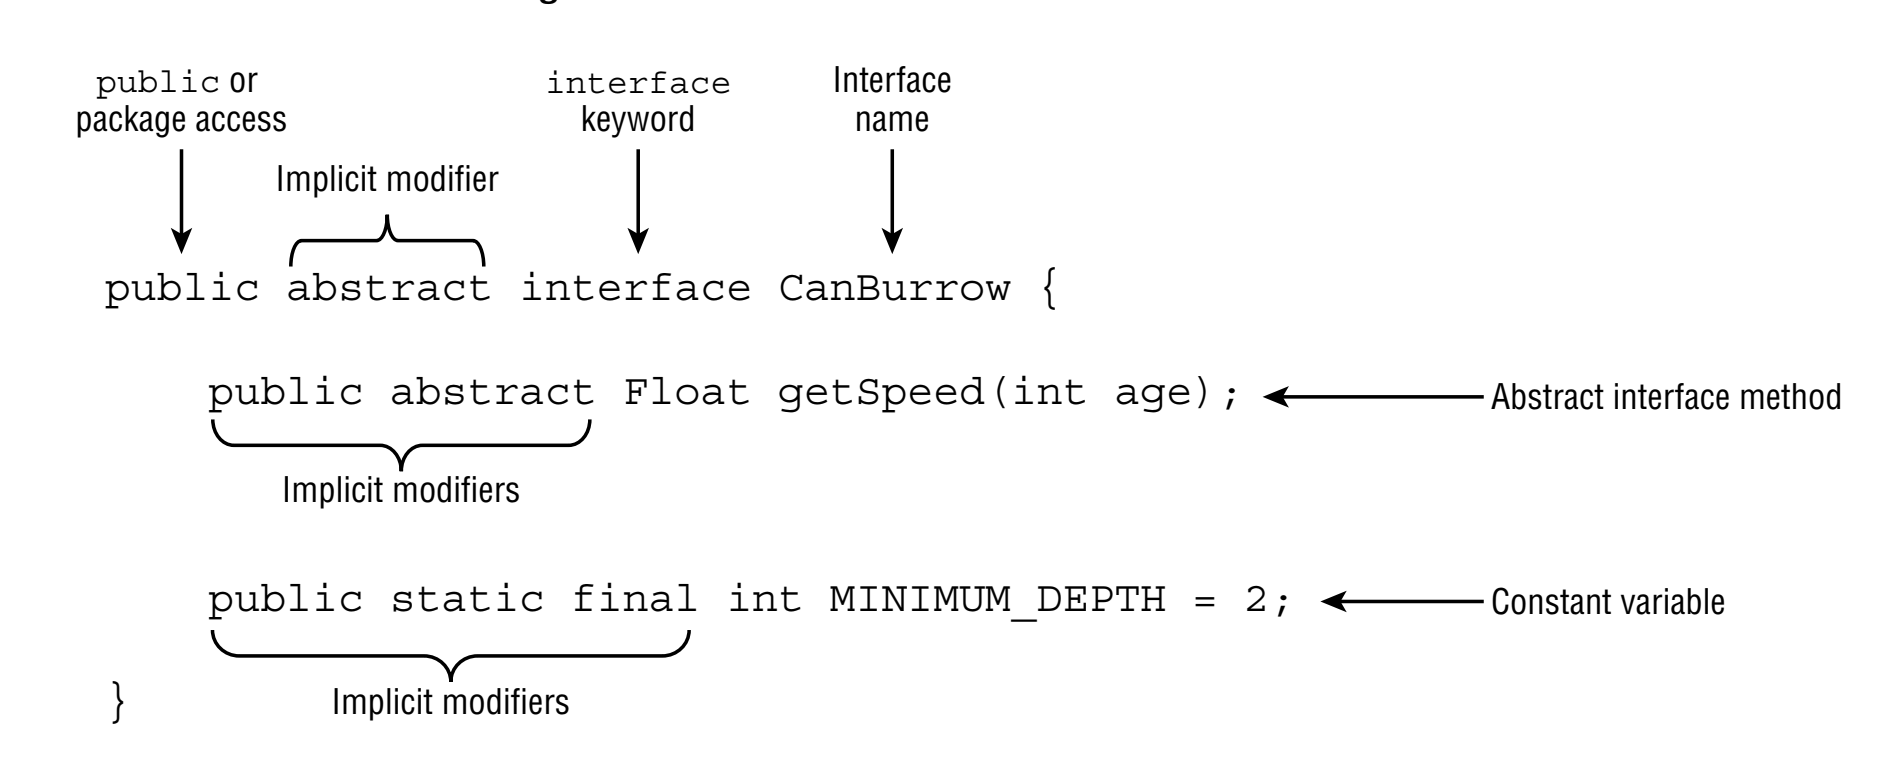 public or
package access
interface
keyword
Interface
name
Implicit modifier
public abstract interface CanBurrow {
public abstract Float getSpeed(int age);
Abstract interface method
Implicit modifiers
public static final int MINIMUM_DEPTH = 2;
Constant variable
Implicit modifiers
}